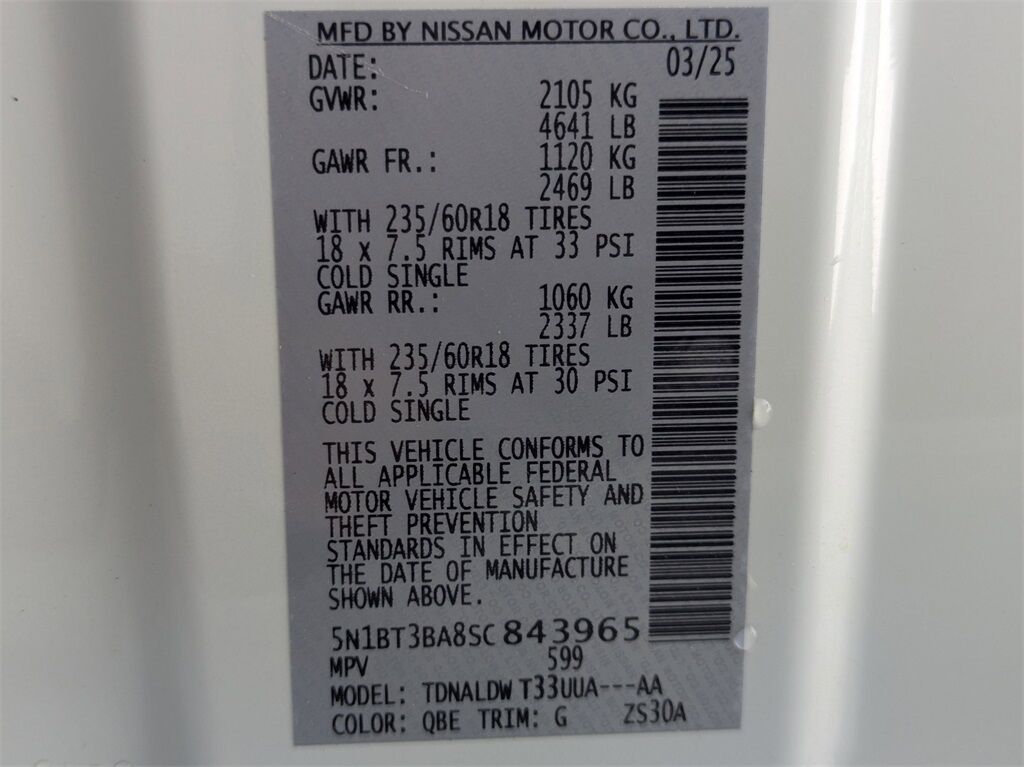 MFD BY NISSAN MOTOR CO., LTD.
DATE: 03/25
GVWR: 2105 KG
4641 LB
GAWR FR.: 1120 KG
2469 LB
WITH 235/60R18 TIRES
18 x 7.5 RIMS AT 33 PSI
COLD SINGLE
GAWR RR.: 1060 KG
2337 LB
WITH 235/60R18 TIRES
18 x 7.5 RIMS AT 30 PSI
COLD SINGLE
THIS VEHICLE CONFORMS TO
ALL APPLICABLE FEDERAL
MOTOR VEHICLE SAFETY AND
THEFT PREVENTION
STANDARDS IN EFFECT ON
THE DATE OF MANUFACTURE
SHOWN ABOVE.
5N1BT3BA8SC843965
MPV 599
MODEL: TDNALDW T33UUA---AA
COLOR: QBE TRIM: G ZS30A